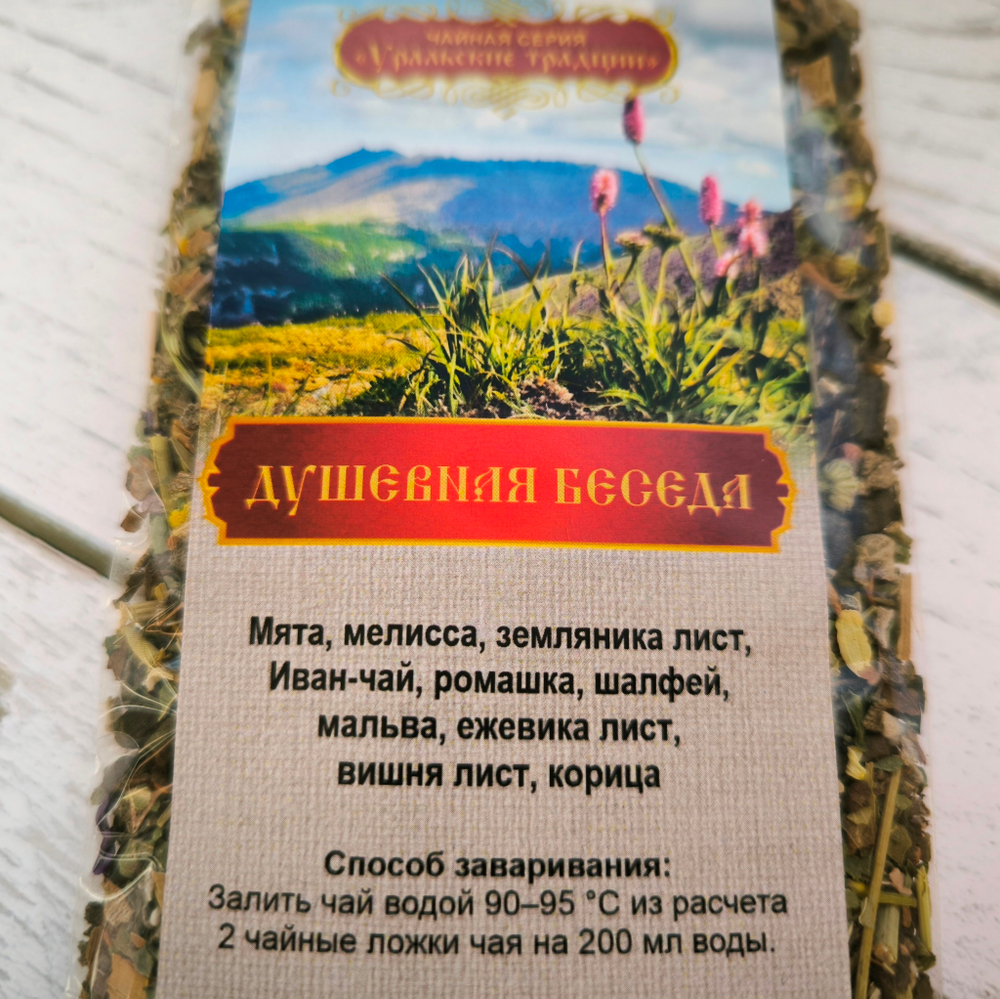 ЧАЙНАЯ СЕРИЯ
«Уральские традиции»
ДУШЕВНАЯ БЕСЕДА
Мята, мелисса, земляника лист,
Иван-чай, ромашка, шалфей,
мальва, ежевика лист,
вишня лист, корица
Способ заваривания:
Залить чай водой 90–95 °C из расчета
2 чайные ложки чая на 200 мл воды.